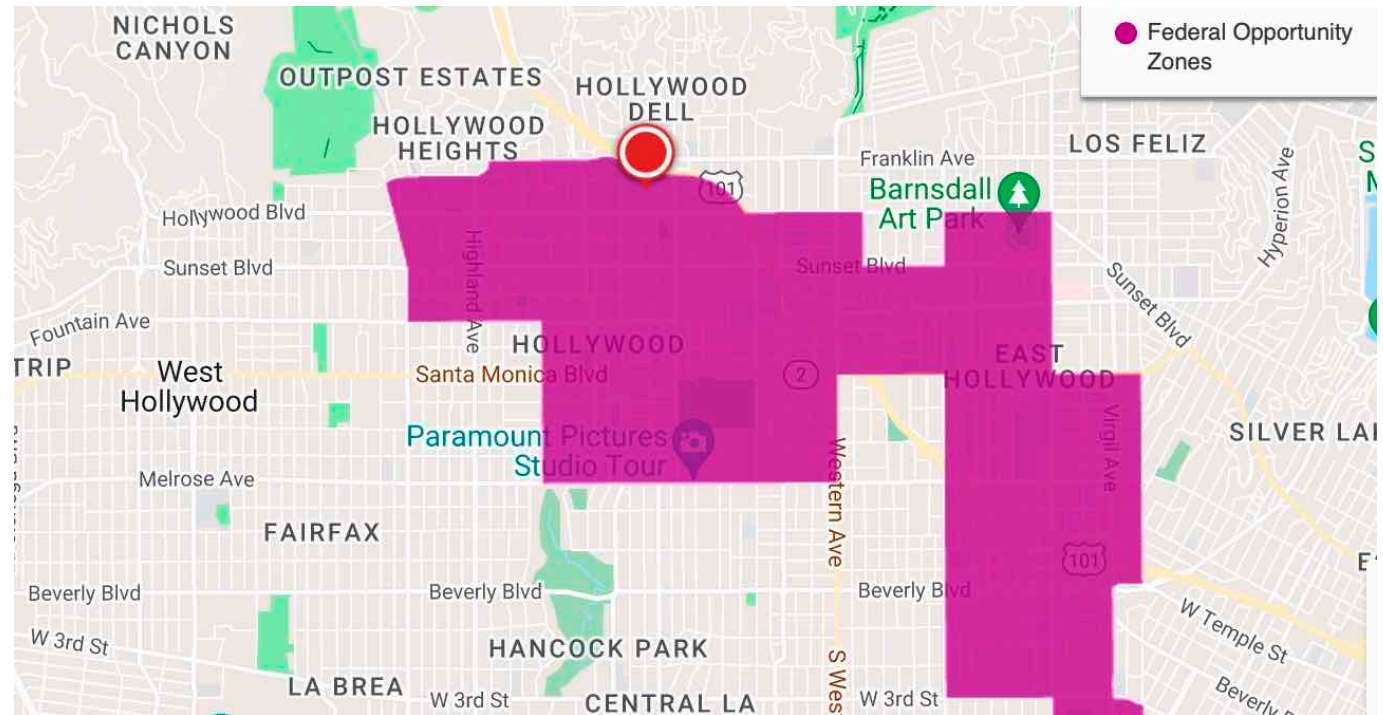 NICHOLS
CANYON
Federal Opportunity
Zones
OUTPOST ESTATES
HOLLYWOOD
DELL
HOLLYWOOD
HEIGHTS
LOS FELIZ
Franklin Ave
101
Barnsdall
Art Park
Hyperion Ave
Hollywood Blvd
Highland Ave
Sunset Blvd
Sunset Blvd
Sunset Blvd
Fountain Ave
HOLLYWOOD
EAST
HOLLYWOOD
TRIP
West
Hollywood
Santa Monica Blvd
2
Virgil Ave
Paramount Pictures
Studio Tour
SILVER LA
Western Ave
Melrose Ave
FAIRFAX
101
Beverly Blvd
Beverly Blvd
Beverly Blvd
W Temple St
W 3rd St
HANCOCK PARK
S Wes
LA BREA
W 3rd St
CENTRAL LA
W 3rd St
Beverly